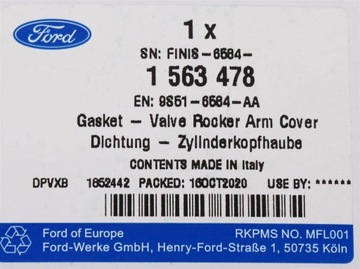 Ford
1 x
SN: FINIS-6584-
1 563 478
EN: 9S51-6584-AA
Gasket - Valve Rocker Arm Cover
Dichtung - Zylinderkopfhaube
CONTENTS MADE IN Italy
DPVXB 1652442 PACKED: 16OCT2020 USE BY: ******
Ford of Europe RKPMS NO. MFL001
Ford-Werke GmbH, Henry-Ford-Straße 1, 50735 Köln